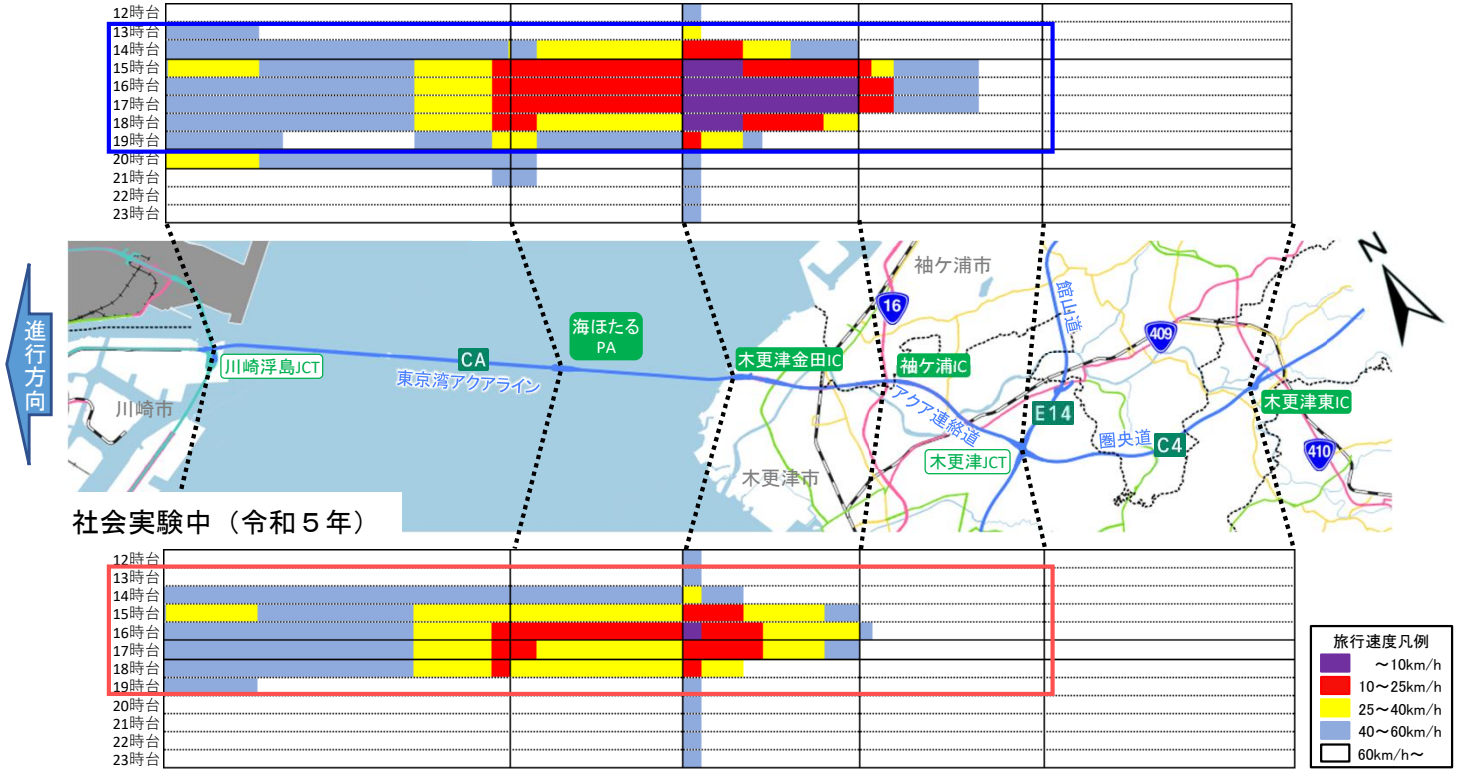 12時台
13時台
14時台
15時台
16時台
17時台
18時台
19時台
20時台
21時台
22時台
23時台
進行方向
N
袖ケ浦市
16
館山道
409
海ほたる
PA
CA
川崎浮島JCT
東京湾アクアライン
木更津金田IC
袖ケ浦IC
アクア連絡道
E14
木更津東IC
川崎市
圏央道
C4
木更津JCT
410
木更津市
社会実験中（令和５年）
12時台
13時台
14時台
15時台
16時台
17時台
18時台
19時台
20時台
21時台
22時台
23時台
旅行速度凡例
～10km/h
10～25km/h
25～40km/h
40～60km/h
60km/h～